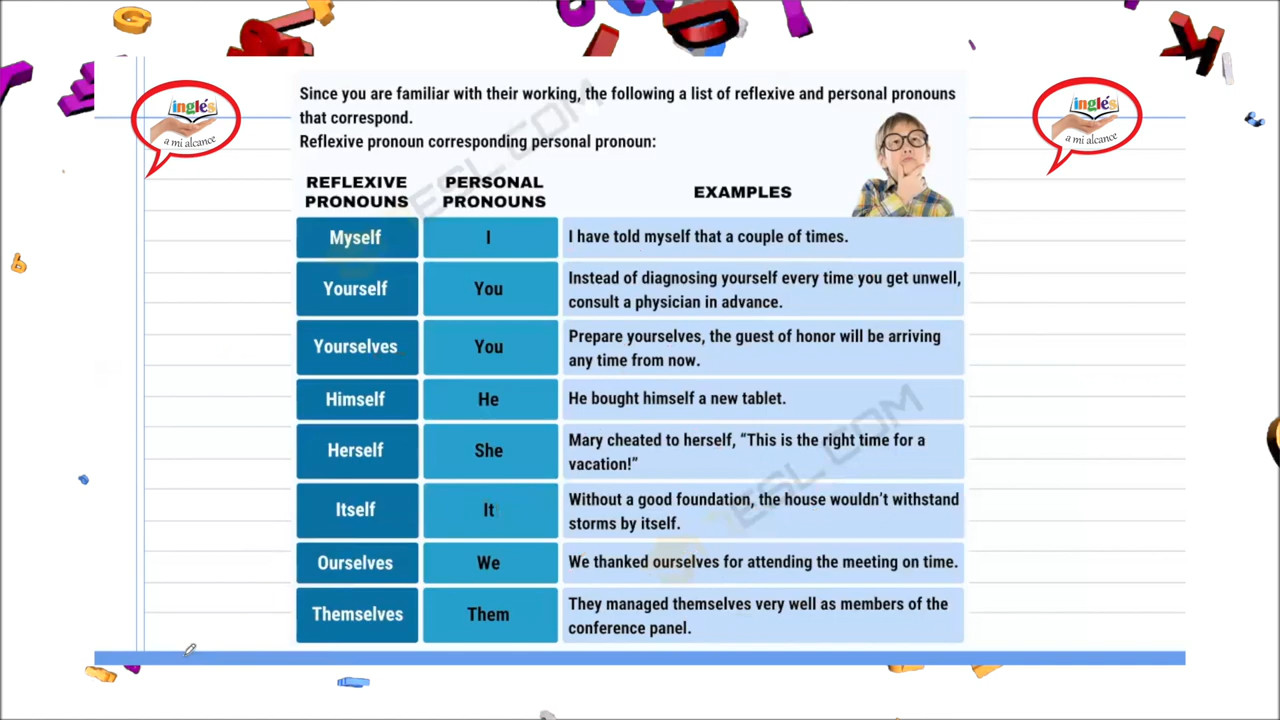 Since you are familiar with their working, the following a list of reflexive and personal pronouns
that correspond.
Reflexive pronoun corresponding personal pronoun:
inglés
a mi alcance
inglés
a mi alcance
REFLEXIVE
PRONOUNS
PERSONAL
PRONOUNS
EXAMPLES
Myself
I
I have told myself that a couple of times.
Yourself
You
Instead of diagnosing yourself every time you get unwell,
consult a physician in advance.
Yourselves
You
Prepare yourselves, the guest of honor will be arriving
any time from now.
Himself
He
He bought himself a new tablet.
Herself
She
Mary cheated to herself, “This is the right time for a
vacation!”
Itself
It
Without a good foundation, the house wouldn’t withstand
storms by itself.
Ourselves
We
We thanked ourselves for attending the meeting on time.
Themselves
Them
They managed themselves very well as members of the
conference panel.